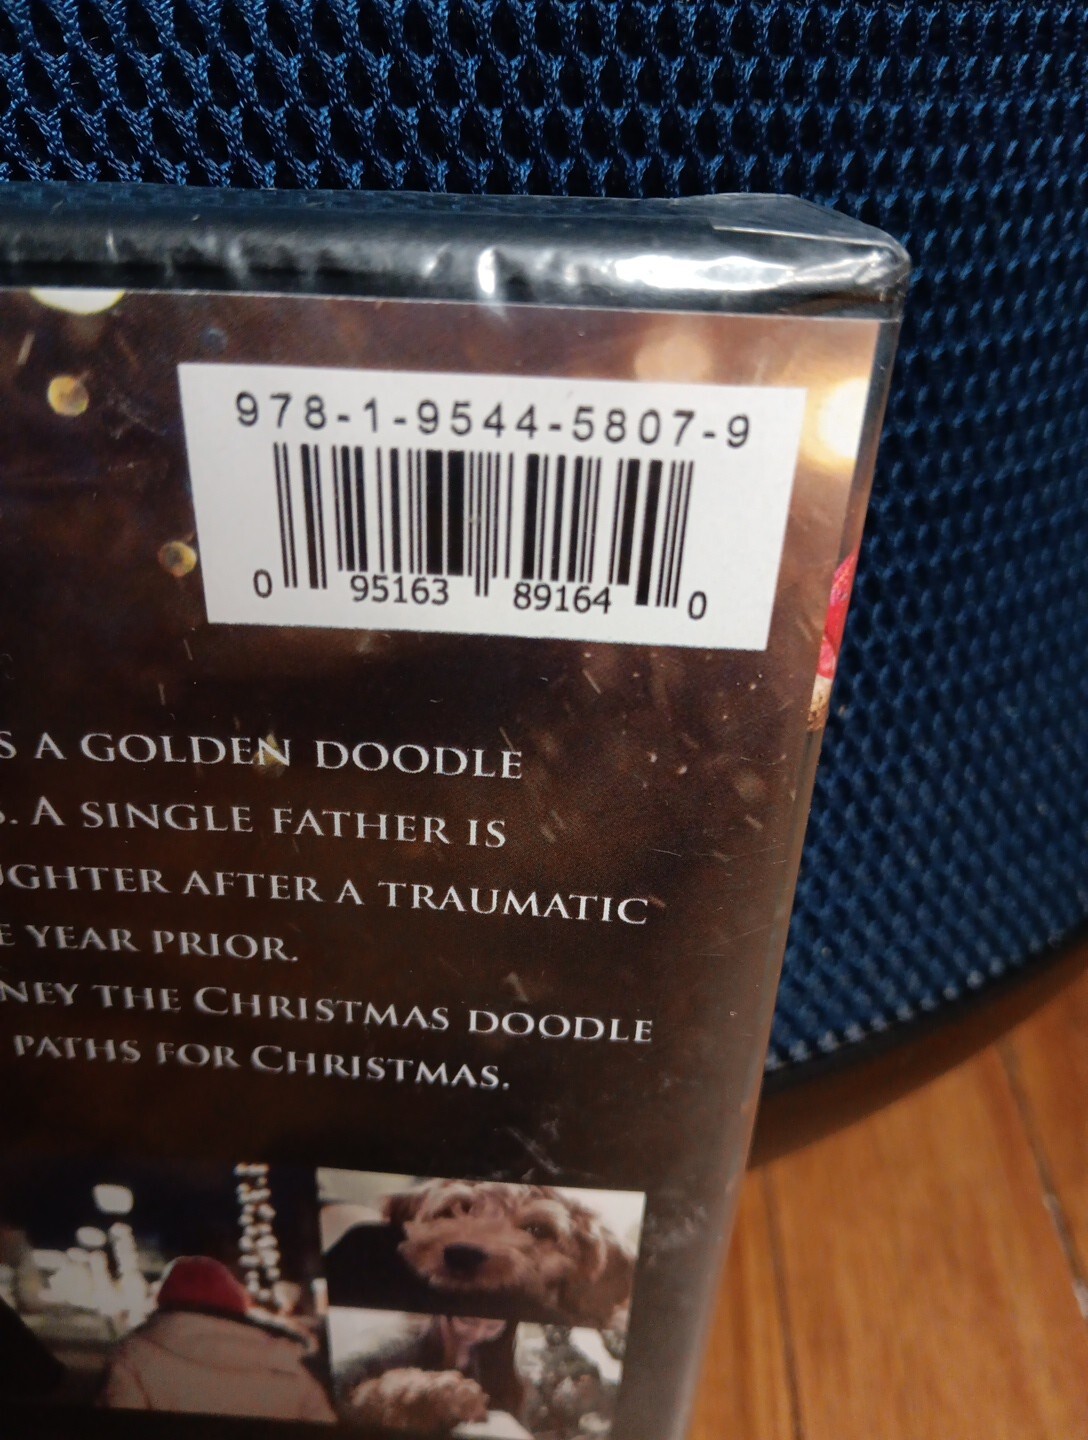 978-1-9544-5807-9
0 95163 89164 0
S A GOLDEN DOODLE
. A SINGLE FATHER IS
UGHTER AFTER A TRAUMATIC
E YEAR PRIOR.
NEY THE CHRISTMAS DOODLE
PATHS FOR CHRISTMAS.